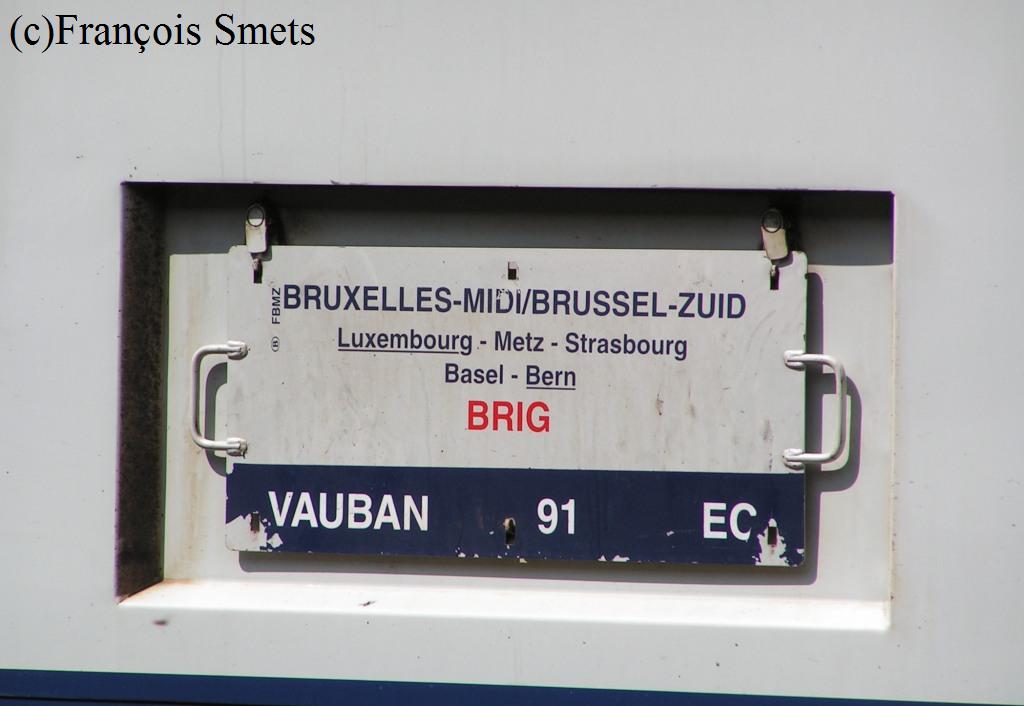 (c)François Smets
(B) FBMZ
BRUXELLES-MIDI/BRUSSEL-ZUID
Luxembourg - Metz - Strasbourg
Basel - Bern
BRIG
VAUBAN 91 EC